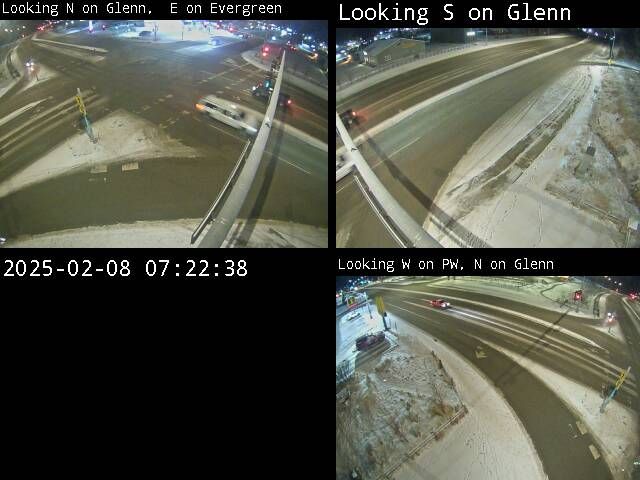 Looking N on Glenn,  E on Evergreen
Looking S on Glenn
2025-02-08 07:22:38
Looking W on PW, N on Glenn